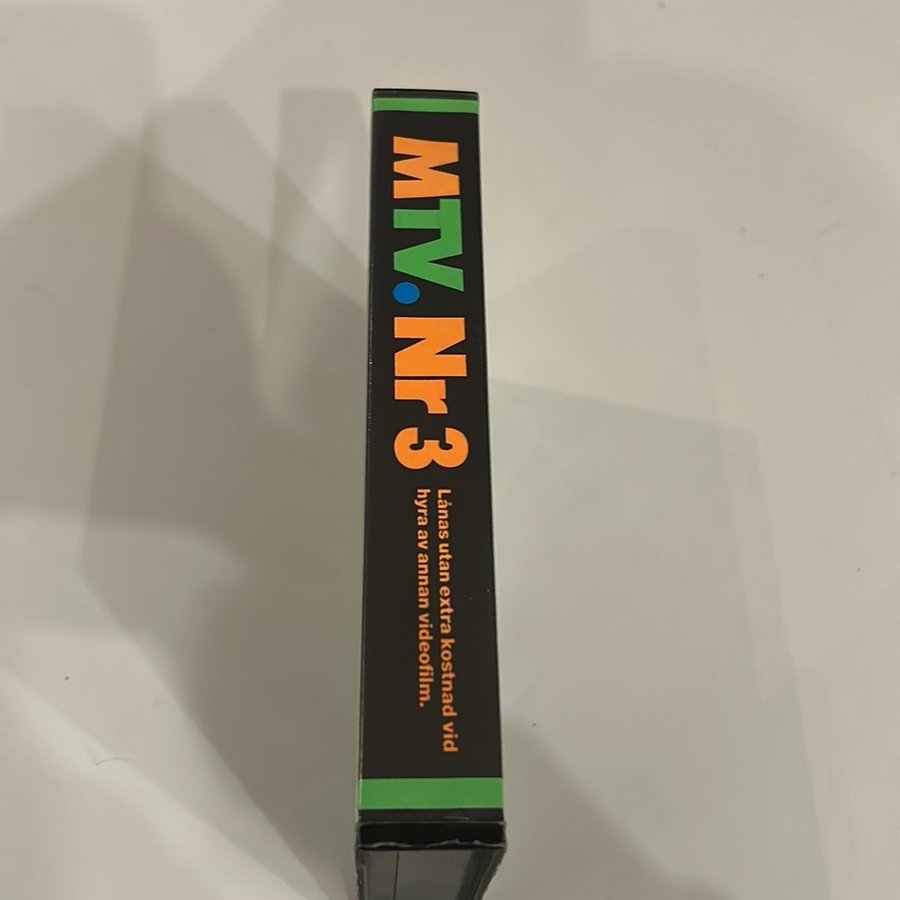 MTV. Nr 3
Lånas utan extra kostnad vid
hyra av annan videofilm.